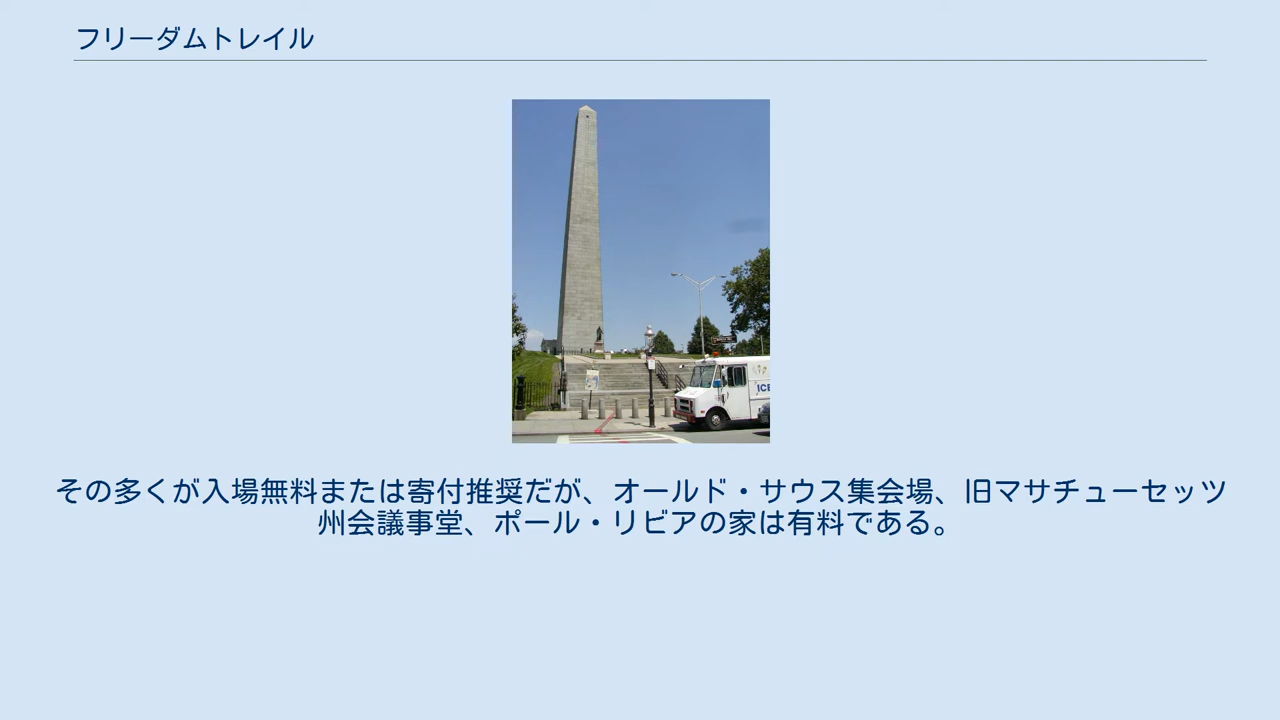 フリーダムトレイル
ICE
その多くが入場無料または寄付推奨だが、オールド・サウス集会場、旧マサチューセッツ
州会議事堂、ポール・リビアの家は有料である。